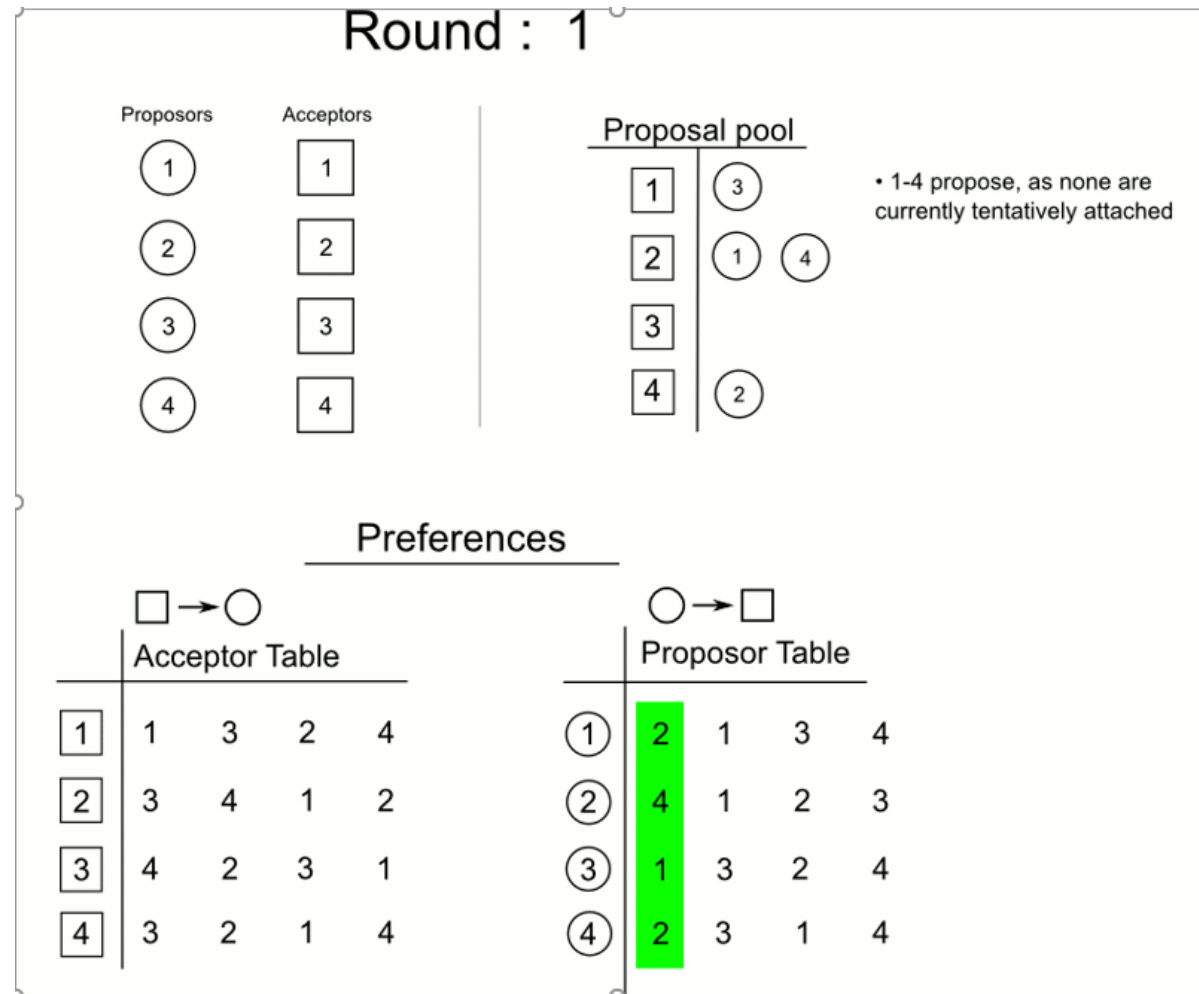 Round : 1
Proposors Acceptors
1 1
2 2
3 3
4 4
Proposal pool
1 3
2 1 4
3
4 2
• 1-4 propose, as none are
currently tentatively attached
Preferences
Acceptor Table
1 1 3 2 4
2 3 4 1 2
3 4 2 3 1
4 3 2 1 4
Proposor Table
1 2 1 3 4
2 4 1 2 3
3 1 3 2 4
4 2 3 1 4